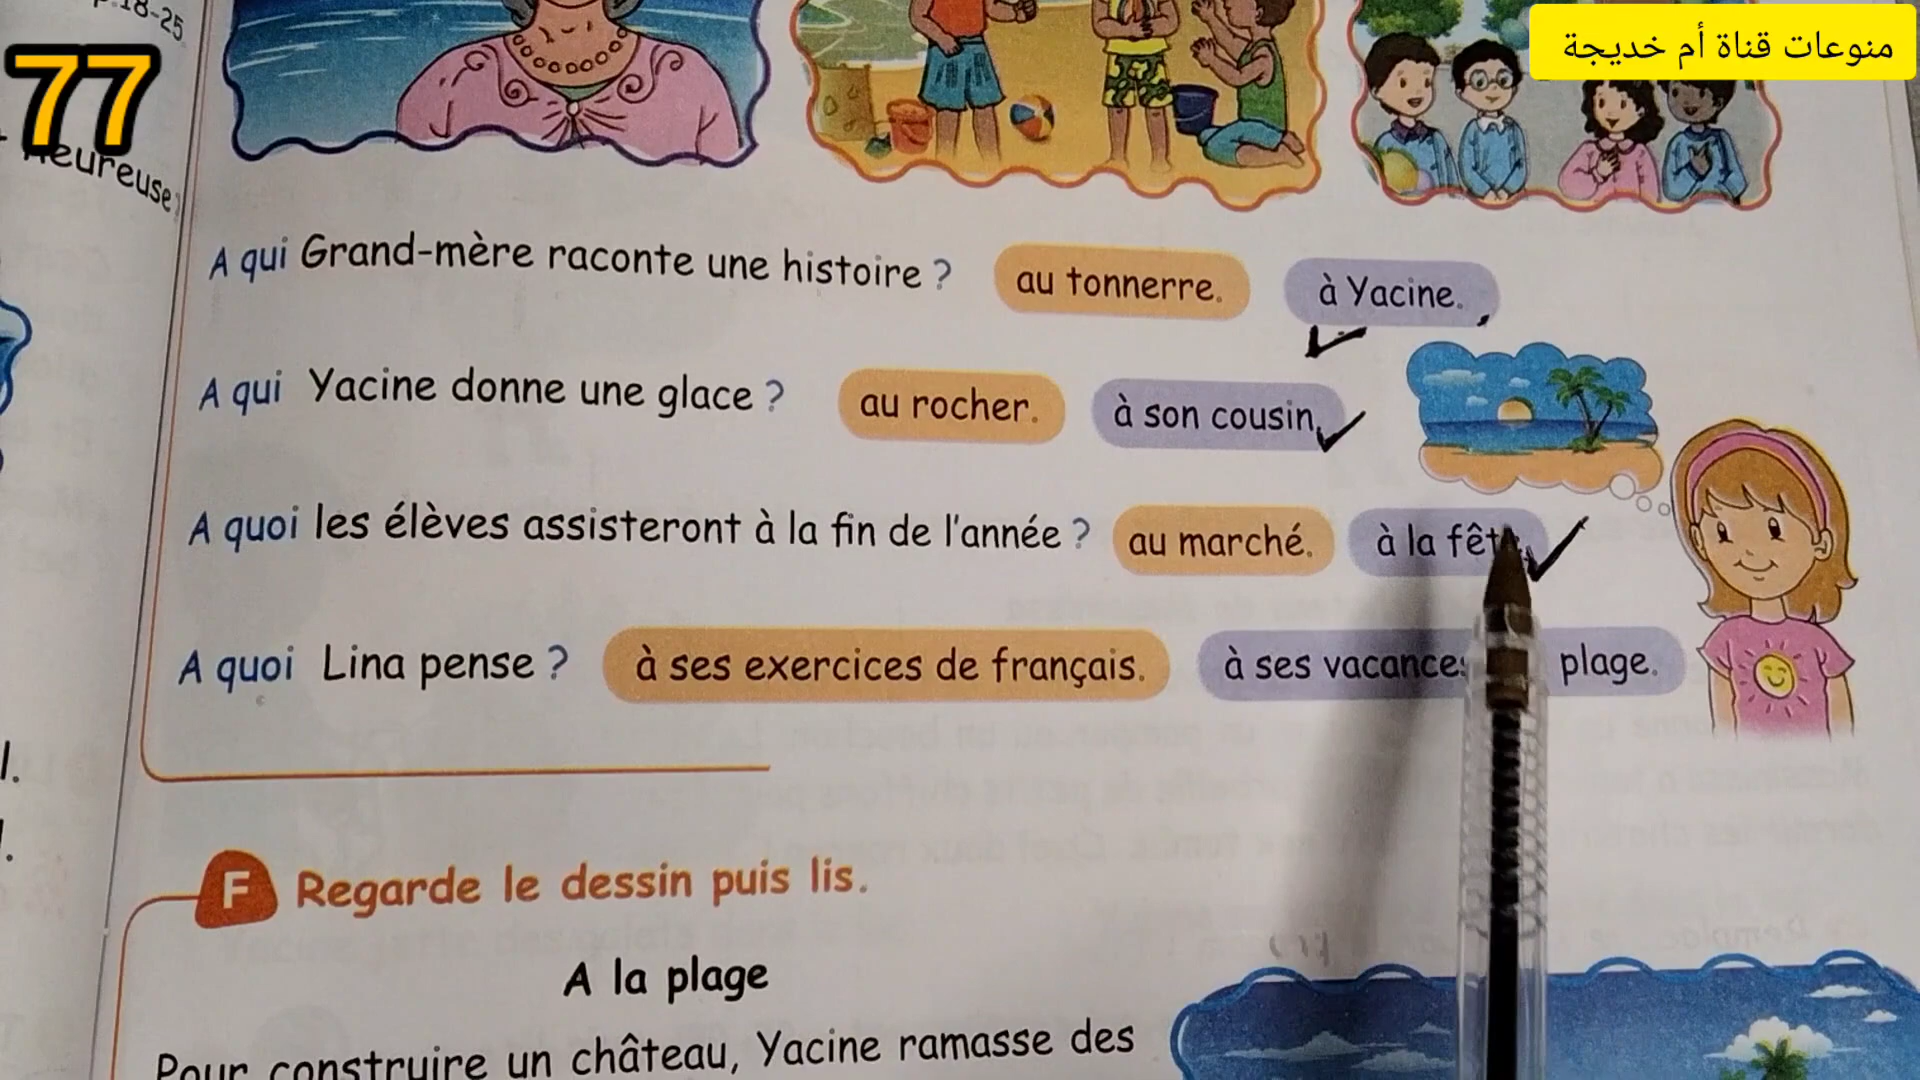 p.18-25
منوعات قناة أم خديجة
77
heureuse
A qui Grand-mère raconte une histoire ? au tonnerre. à Yacine.
A qui Yacine donne une glace ? au rocher. à son cousin.
A quoi les élèves assisteront à la fin de l'année ? au marché. à la fête.
A quoi Lina pense ? à ses exercices de français. à ses vacances plage.
F Regarde le dessin puis lis.
A la plage
Pour construire un château, Yacine ramasse des